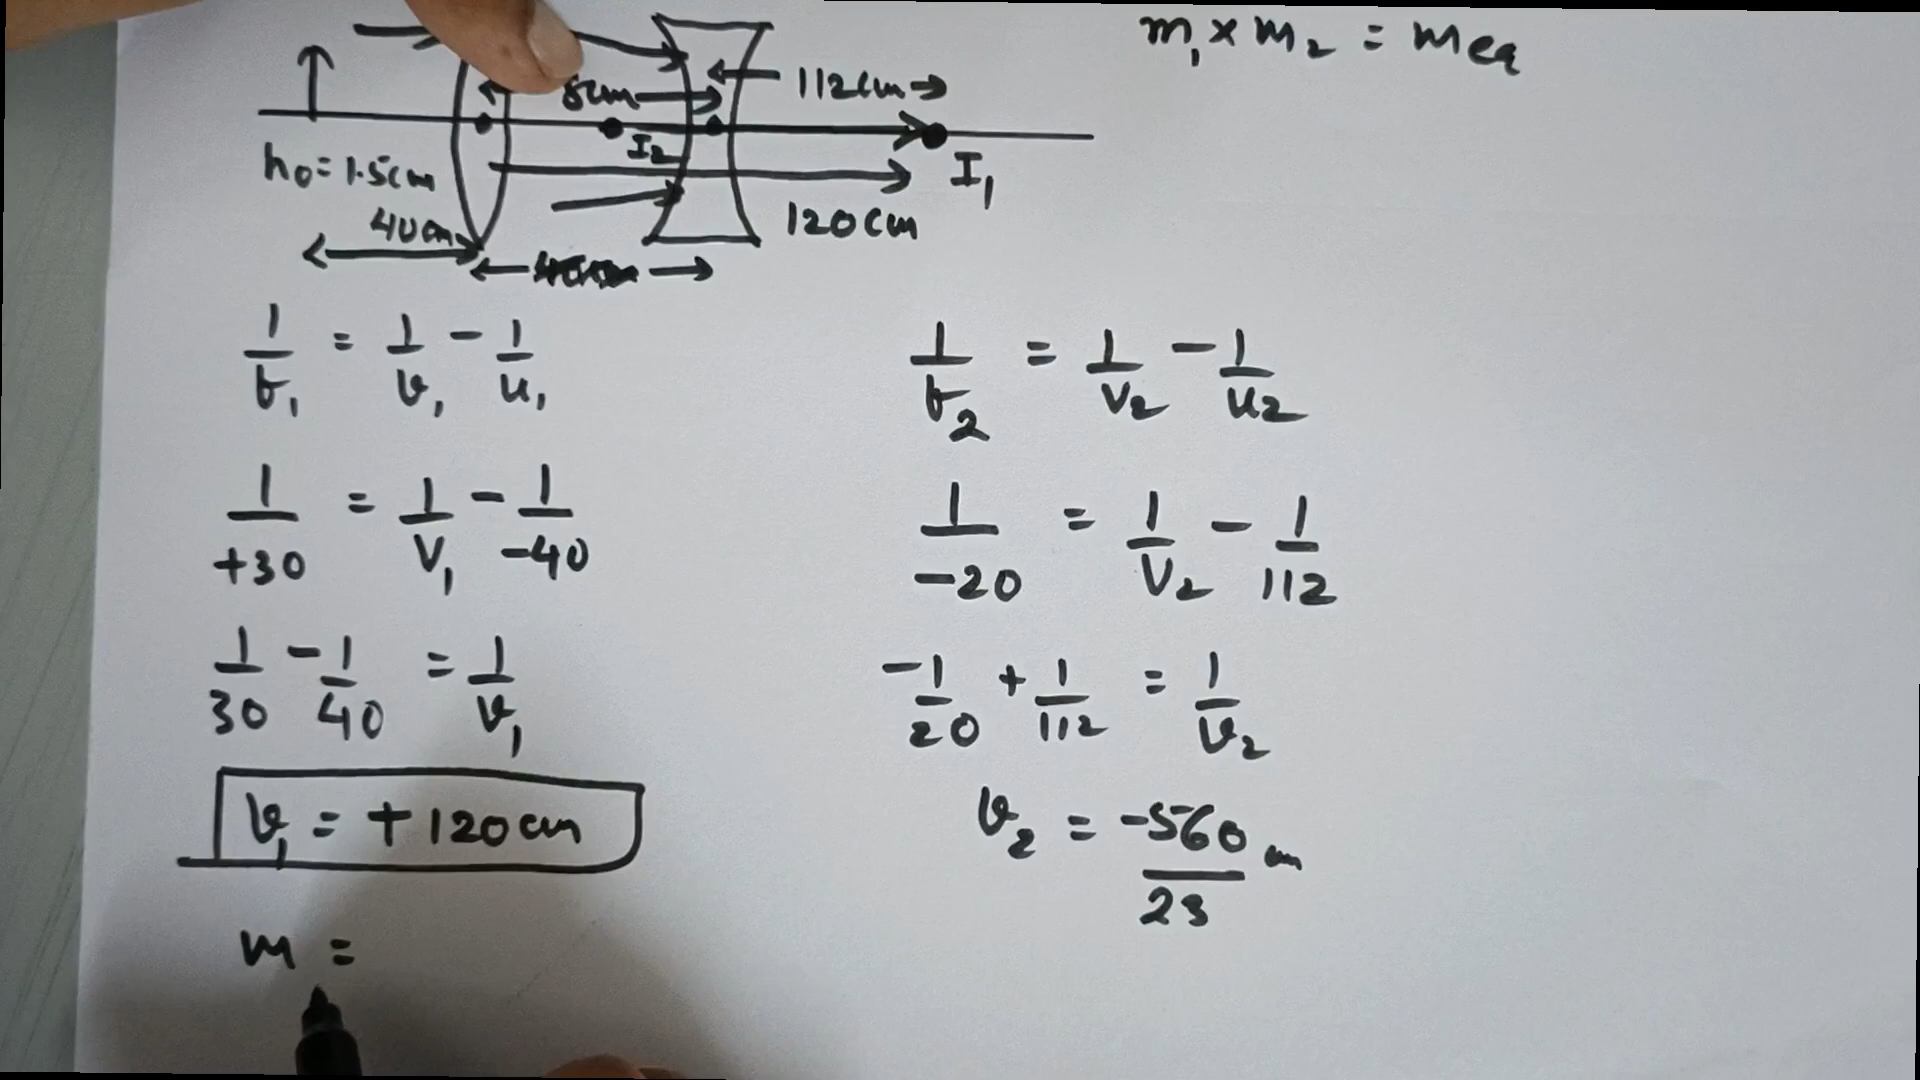 m₁ × m₂ = meq
8cm
112cm
I₂
I₁
h₀ = 1.5cm
40cm
120cm
1/f₁ = 1/v₁ - 1/u₁
1/f₂ = 1/v₂ - 1/u₂
1/+30 = 1/V₁ - 1/-40
1/-20 = 1/V₂ - 1/112
1/30 - 1/40 = 1/v₁
-1/20 + 1/112 = 1/v₂
v₁ = +120cm
v₂ = -560/23 cm
m =